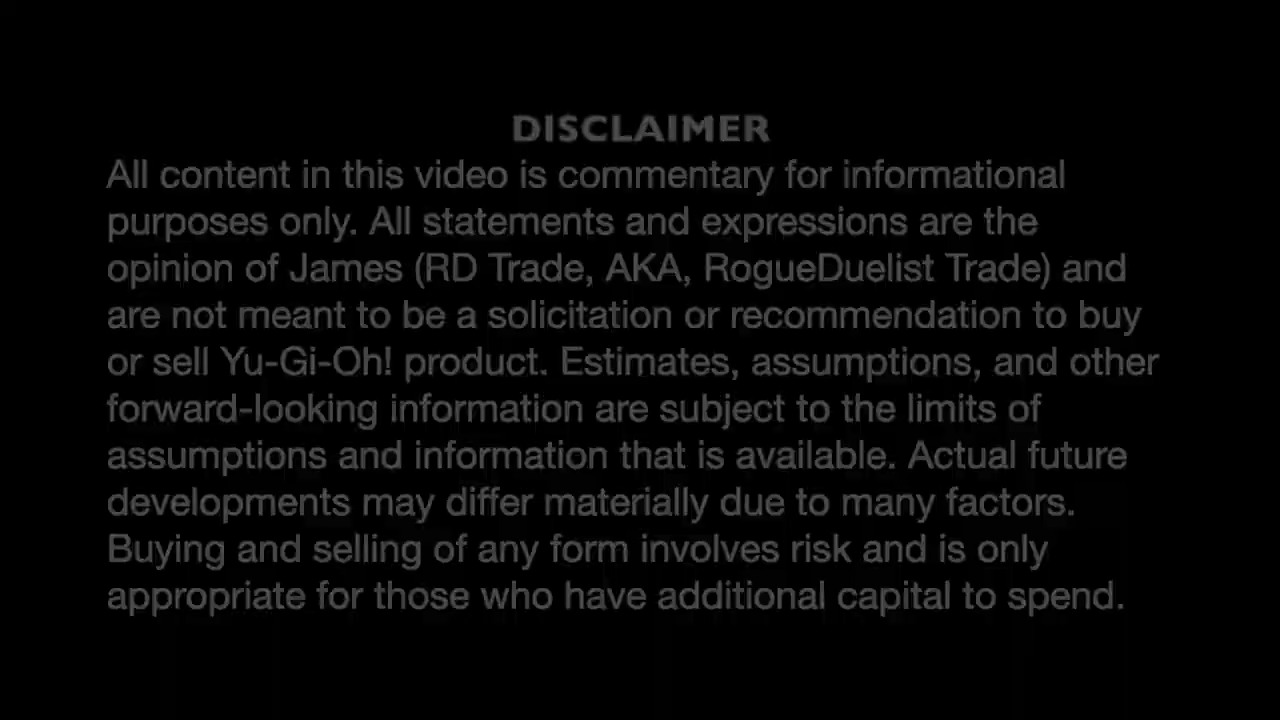 DISCLAIMER
All content in this video is commentary for informational
purposes only. All statements and expressions are the
opinion of James (RD Trade, AKA, RogueDuelist Trade) and
are not meant to be a solicitation or recommendation to buy
or sell Yu-Gi-Oh! product. Estimates, assumptions, and other
forward-looking information are subject to the limits of
assumptions and information that is available. Actual future
developments may differ materially due to many factors.
Buying and selling of any form involves risk and is only
appropriate for those who have additional capital to spend.